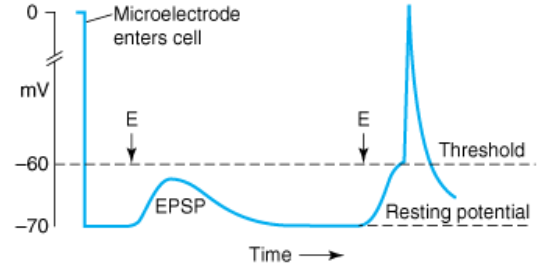 0
Microelectrode
enters cell
mV
E
E
–60
Threshold
EPSP
Resting potential
–70
Time